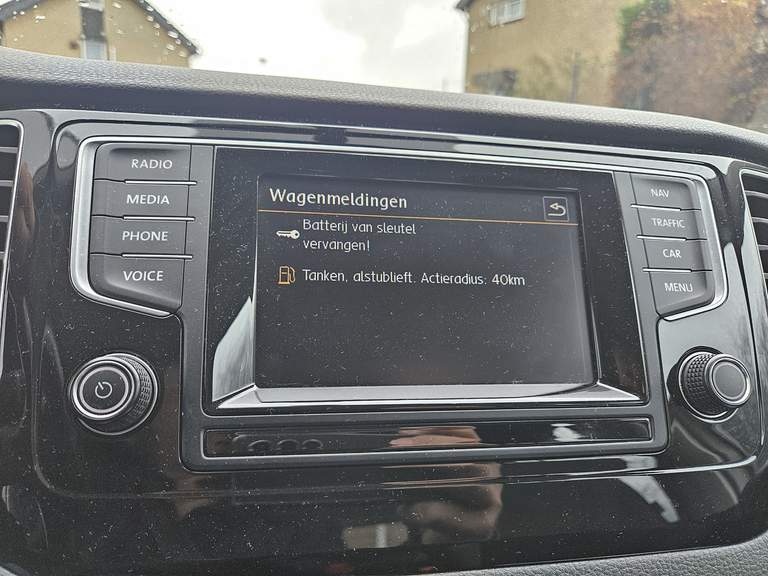 RADIO
MEDIA
PHONE
VOICE
Wagenmeldingen
Batterij van sleutel
vervangen!
Tanken, alstublieft. Actieradius: 40km
NAV
TRAFFIC
CAR
MENU